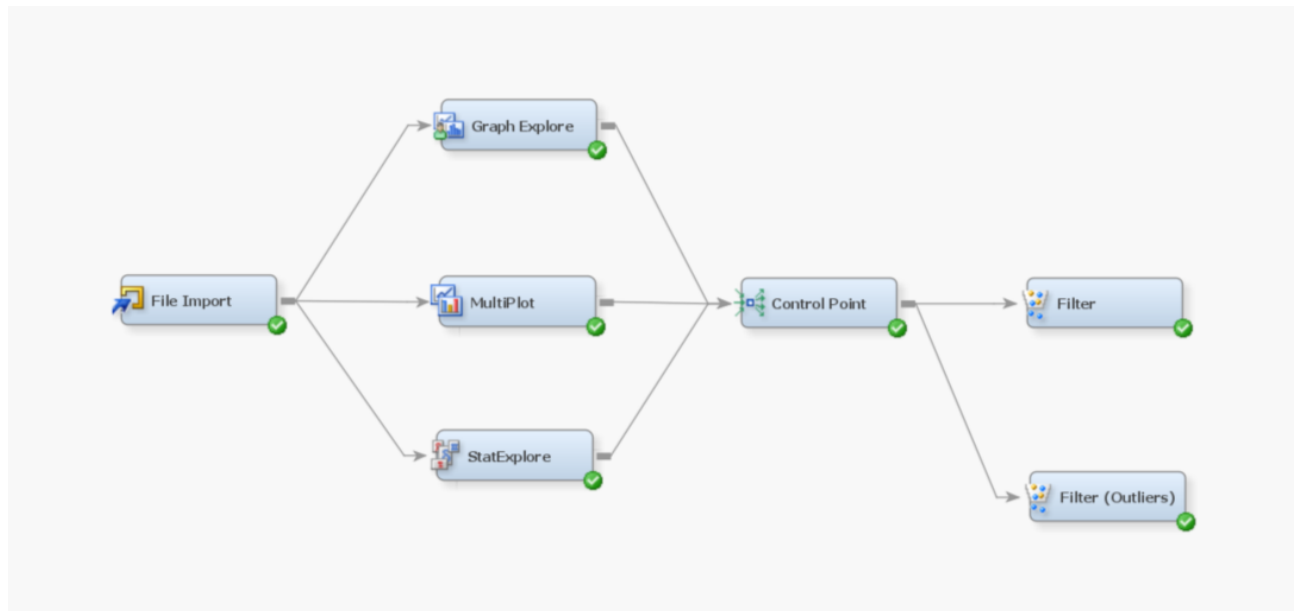 Graph Explore
File Import
MultiPlot
Control Point
Filter
StatExplore
Filter (Outliers)